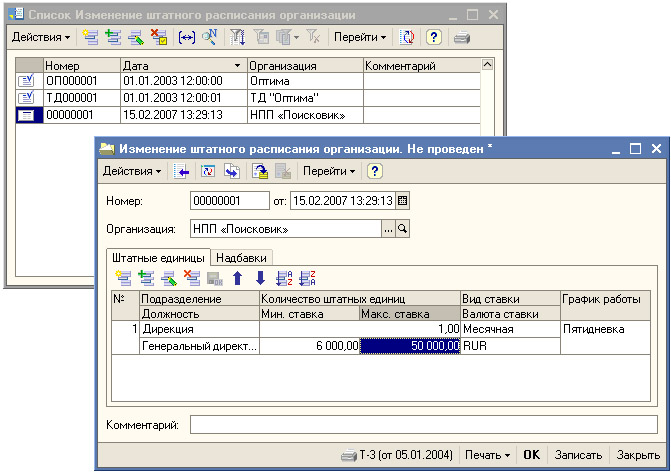 Список Изменение штатного расписания организации
Действия Перейти ?
Номер Дата Организация Комментарий
ОП000001 01.01.2003 12:00:00 Оптима
ТД000001 01.01.2003 12:00:01 ТД "Оптима"
00000001 15.02.2007 13:29:13 НПП «Поисковик»
Изменение штатного расписания организации. Не проведен *
Действия Перейти ?
Номер: 00000001 от: 15.02.2007 13:29:13
Организация: НПП «Поисковик» ...
Штатные единицы Надбавки
№ Подразделение Количество штатных единиц Вид ставки График работы
Должность Мин. ставка Макс. ставка Валюта ставки
1 Дирекция 1,00 Месячная Пятидневка
Генеральный директ... 6 000,00 50 000,00 RUR
Комментарий:
Т-3 (от 05.01.2004) Печать OK Записать Закрыть